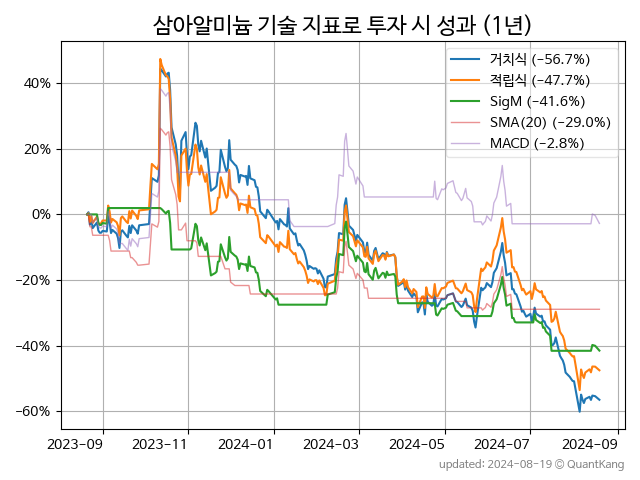 삼아알미늄 기술 지표로 투자 시 성과 (1년)
거치식 (−56.7%)
적립식 (−47.7%)
SigM (−41.6%)
SMA(20) (−29.0%)
MACD (−2.8%)
40%
20%
0%
−20%
−40%
−60%
2023-09 2023-11 2024-01 2024-03 2024-05 2024-07 2024-09
updated: 2024-08-19 © QuantKang